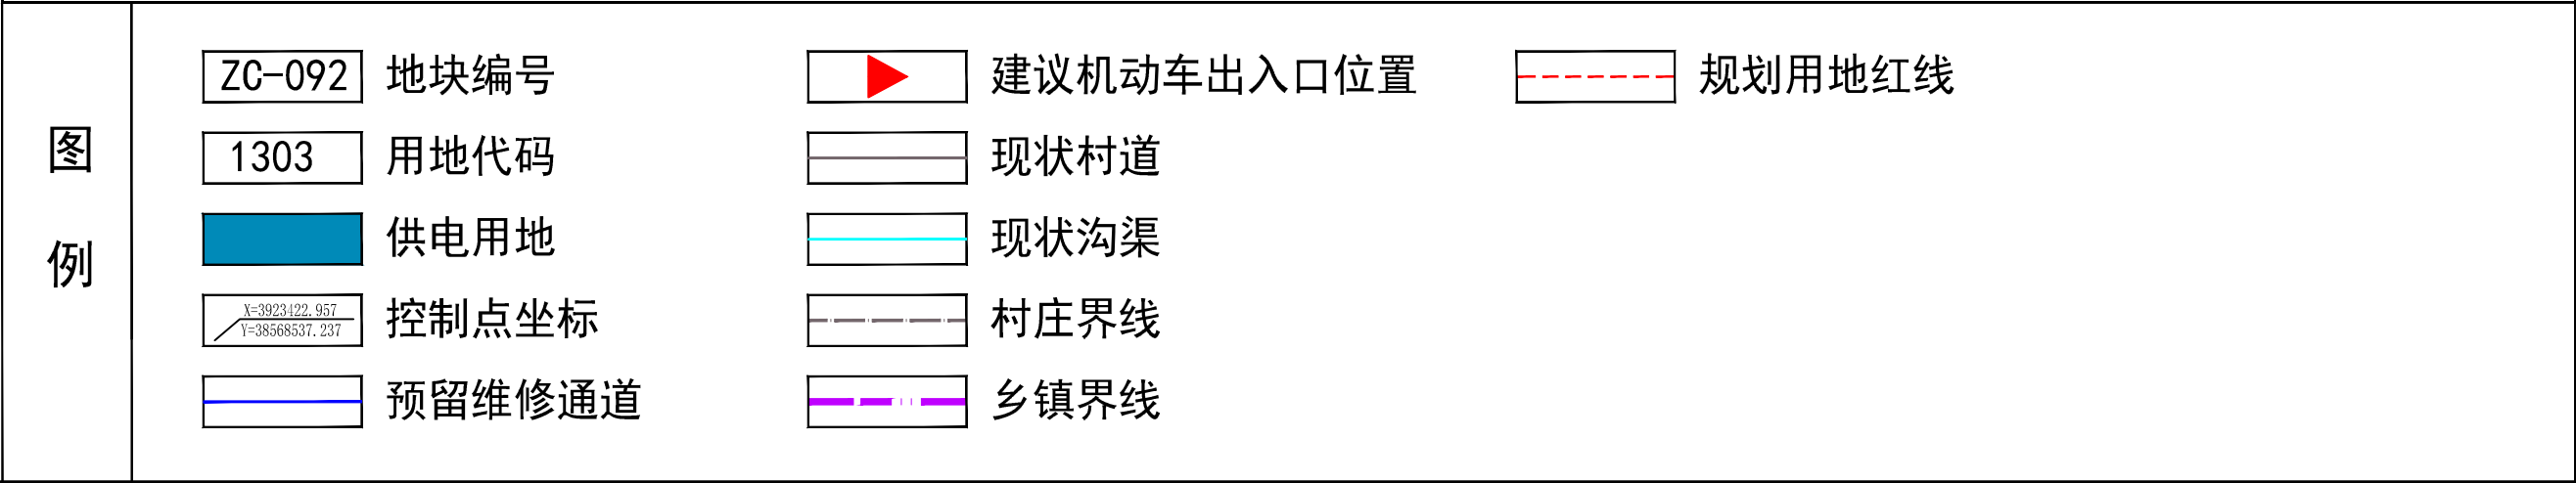 图例
ZC-092 地块编号
1303 用地代码
供电用地
X=3923422.957
Y=38568537.237
控制点坐标
预留维修通道
建议机动车出入口位置
现状村道
现状沟渠
村庄界线
乡镇界线
规划用地红线